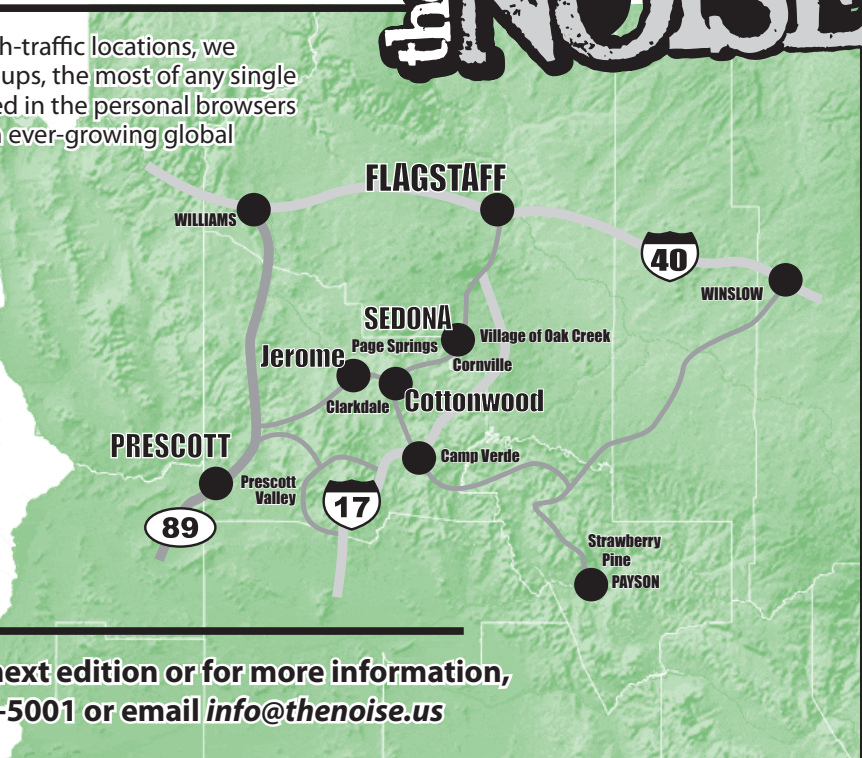 the NOISE
h-traffic locations, we
ups, the most of any single
ed in the personal browsers
ever-growing global
FLAGSTAFF
WILLIAMS
40
WINSLOW
SEDONA
Village of Oak Creek
Page Springs
Jerome
Cornville
Clarkdale
Cottonwood
PRESCOTT
Camp Verde
Prescott
Valley
17
89
Strawberry
Pine
PAYSON
next edition or for more information,
-5001 or email info@thenoise.us